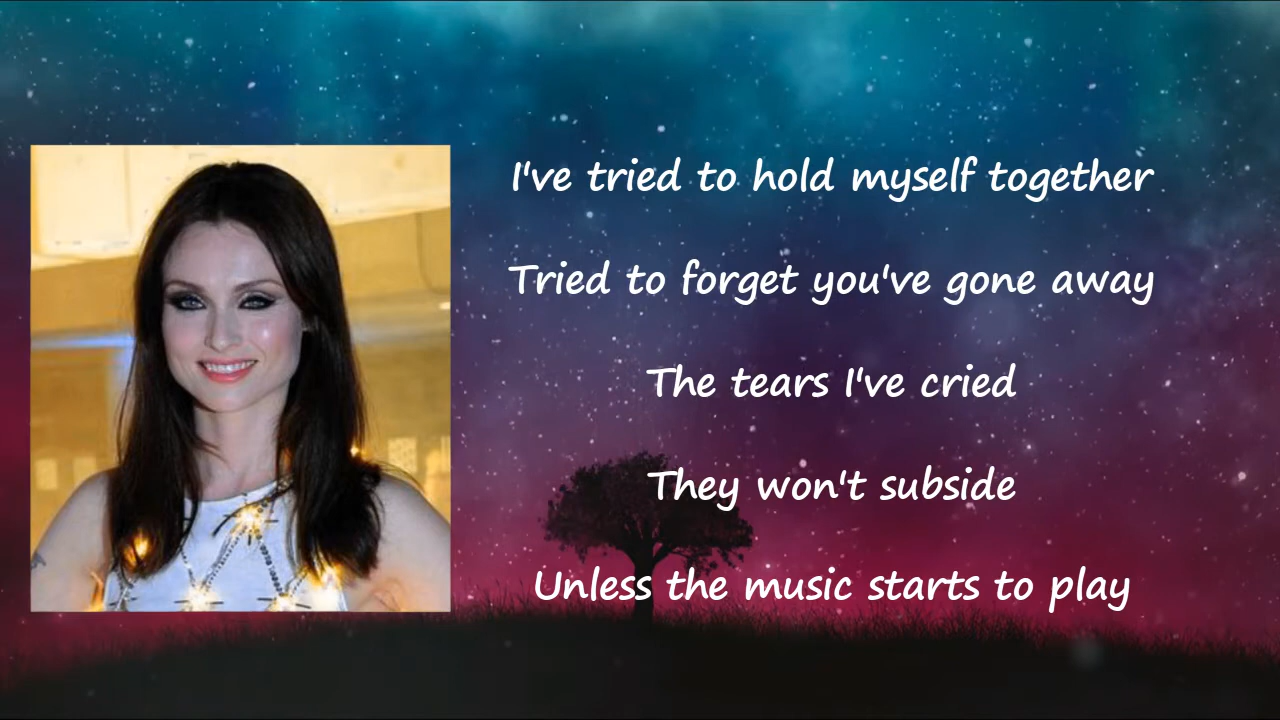 I've tried to hold myself together
Tried to forget you've gone away
The tears I've cried
They won't subside
Unless the music starts to play